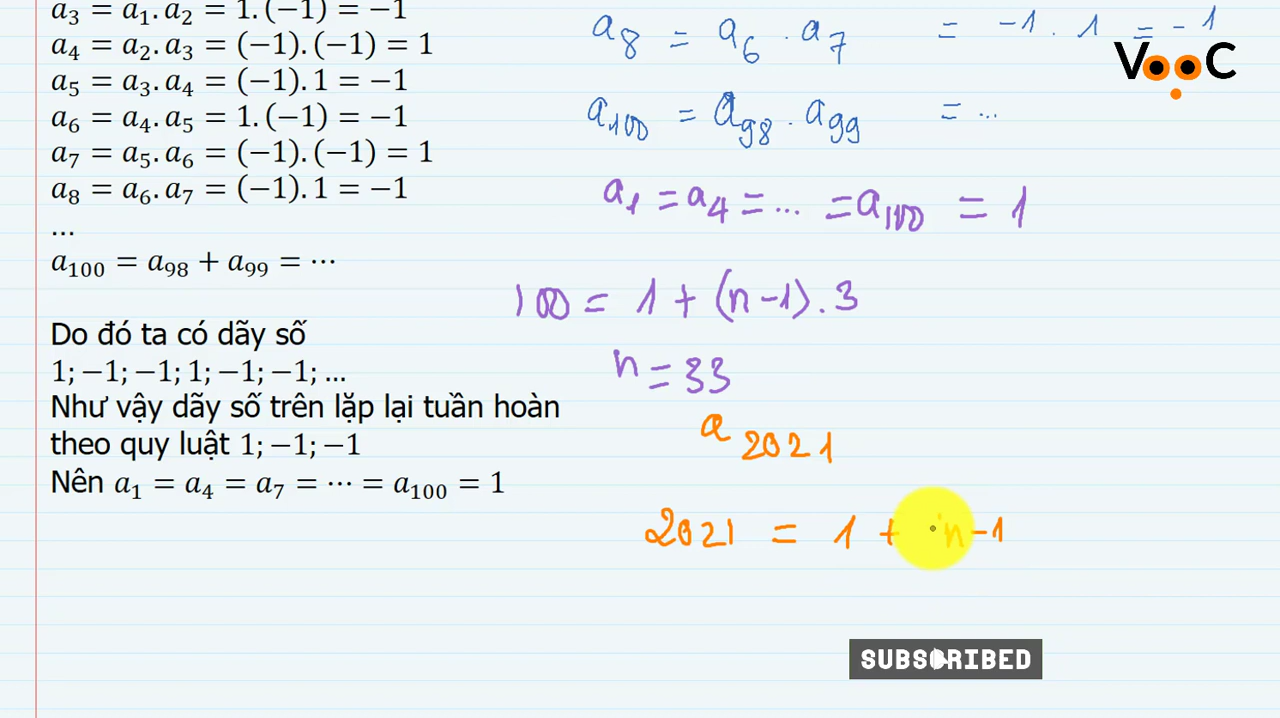 a₃ = a₁. a₂ = 1. (−1) = −1
a₄ = a₂. a₃ = (−1). (−1) = 1
a₅ = a₃. a₄ = (−1). 1 = −1
a₆ = a₄. a₅ = 1. (−1) = −1
a₇ = a₅. a₆ = (−1). (−1) = 1
a₈ = a₆. a₇ = (−1). 1 = −1
...
a₁₀₀ = a₉₈ + a₉₉ = ⋯
Do đó ta có dãy số
1; −1; −1; 1; −1; −1; ...
Như vậy dãy số trên lặp lại tuần hoàn
theo quy luật 1; −1; −1
Nên a₁ = a₄ = a₇ = ⋯ = a₁₀₀ = 1
a₈ = a₆ . a₇ = -1 . 1 = -1
VooC
a₁₀₀ = a₉₈ . a₉₉ = ...
a₁ = a₄ = ... = a₁₀₀ = 1
100 = 1 + (n-1) . 3
n = 33
a₂₀₂₁
2021 = 1 + n-1
SUBSCRIBED